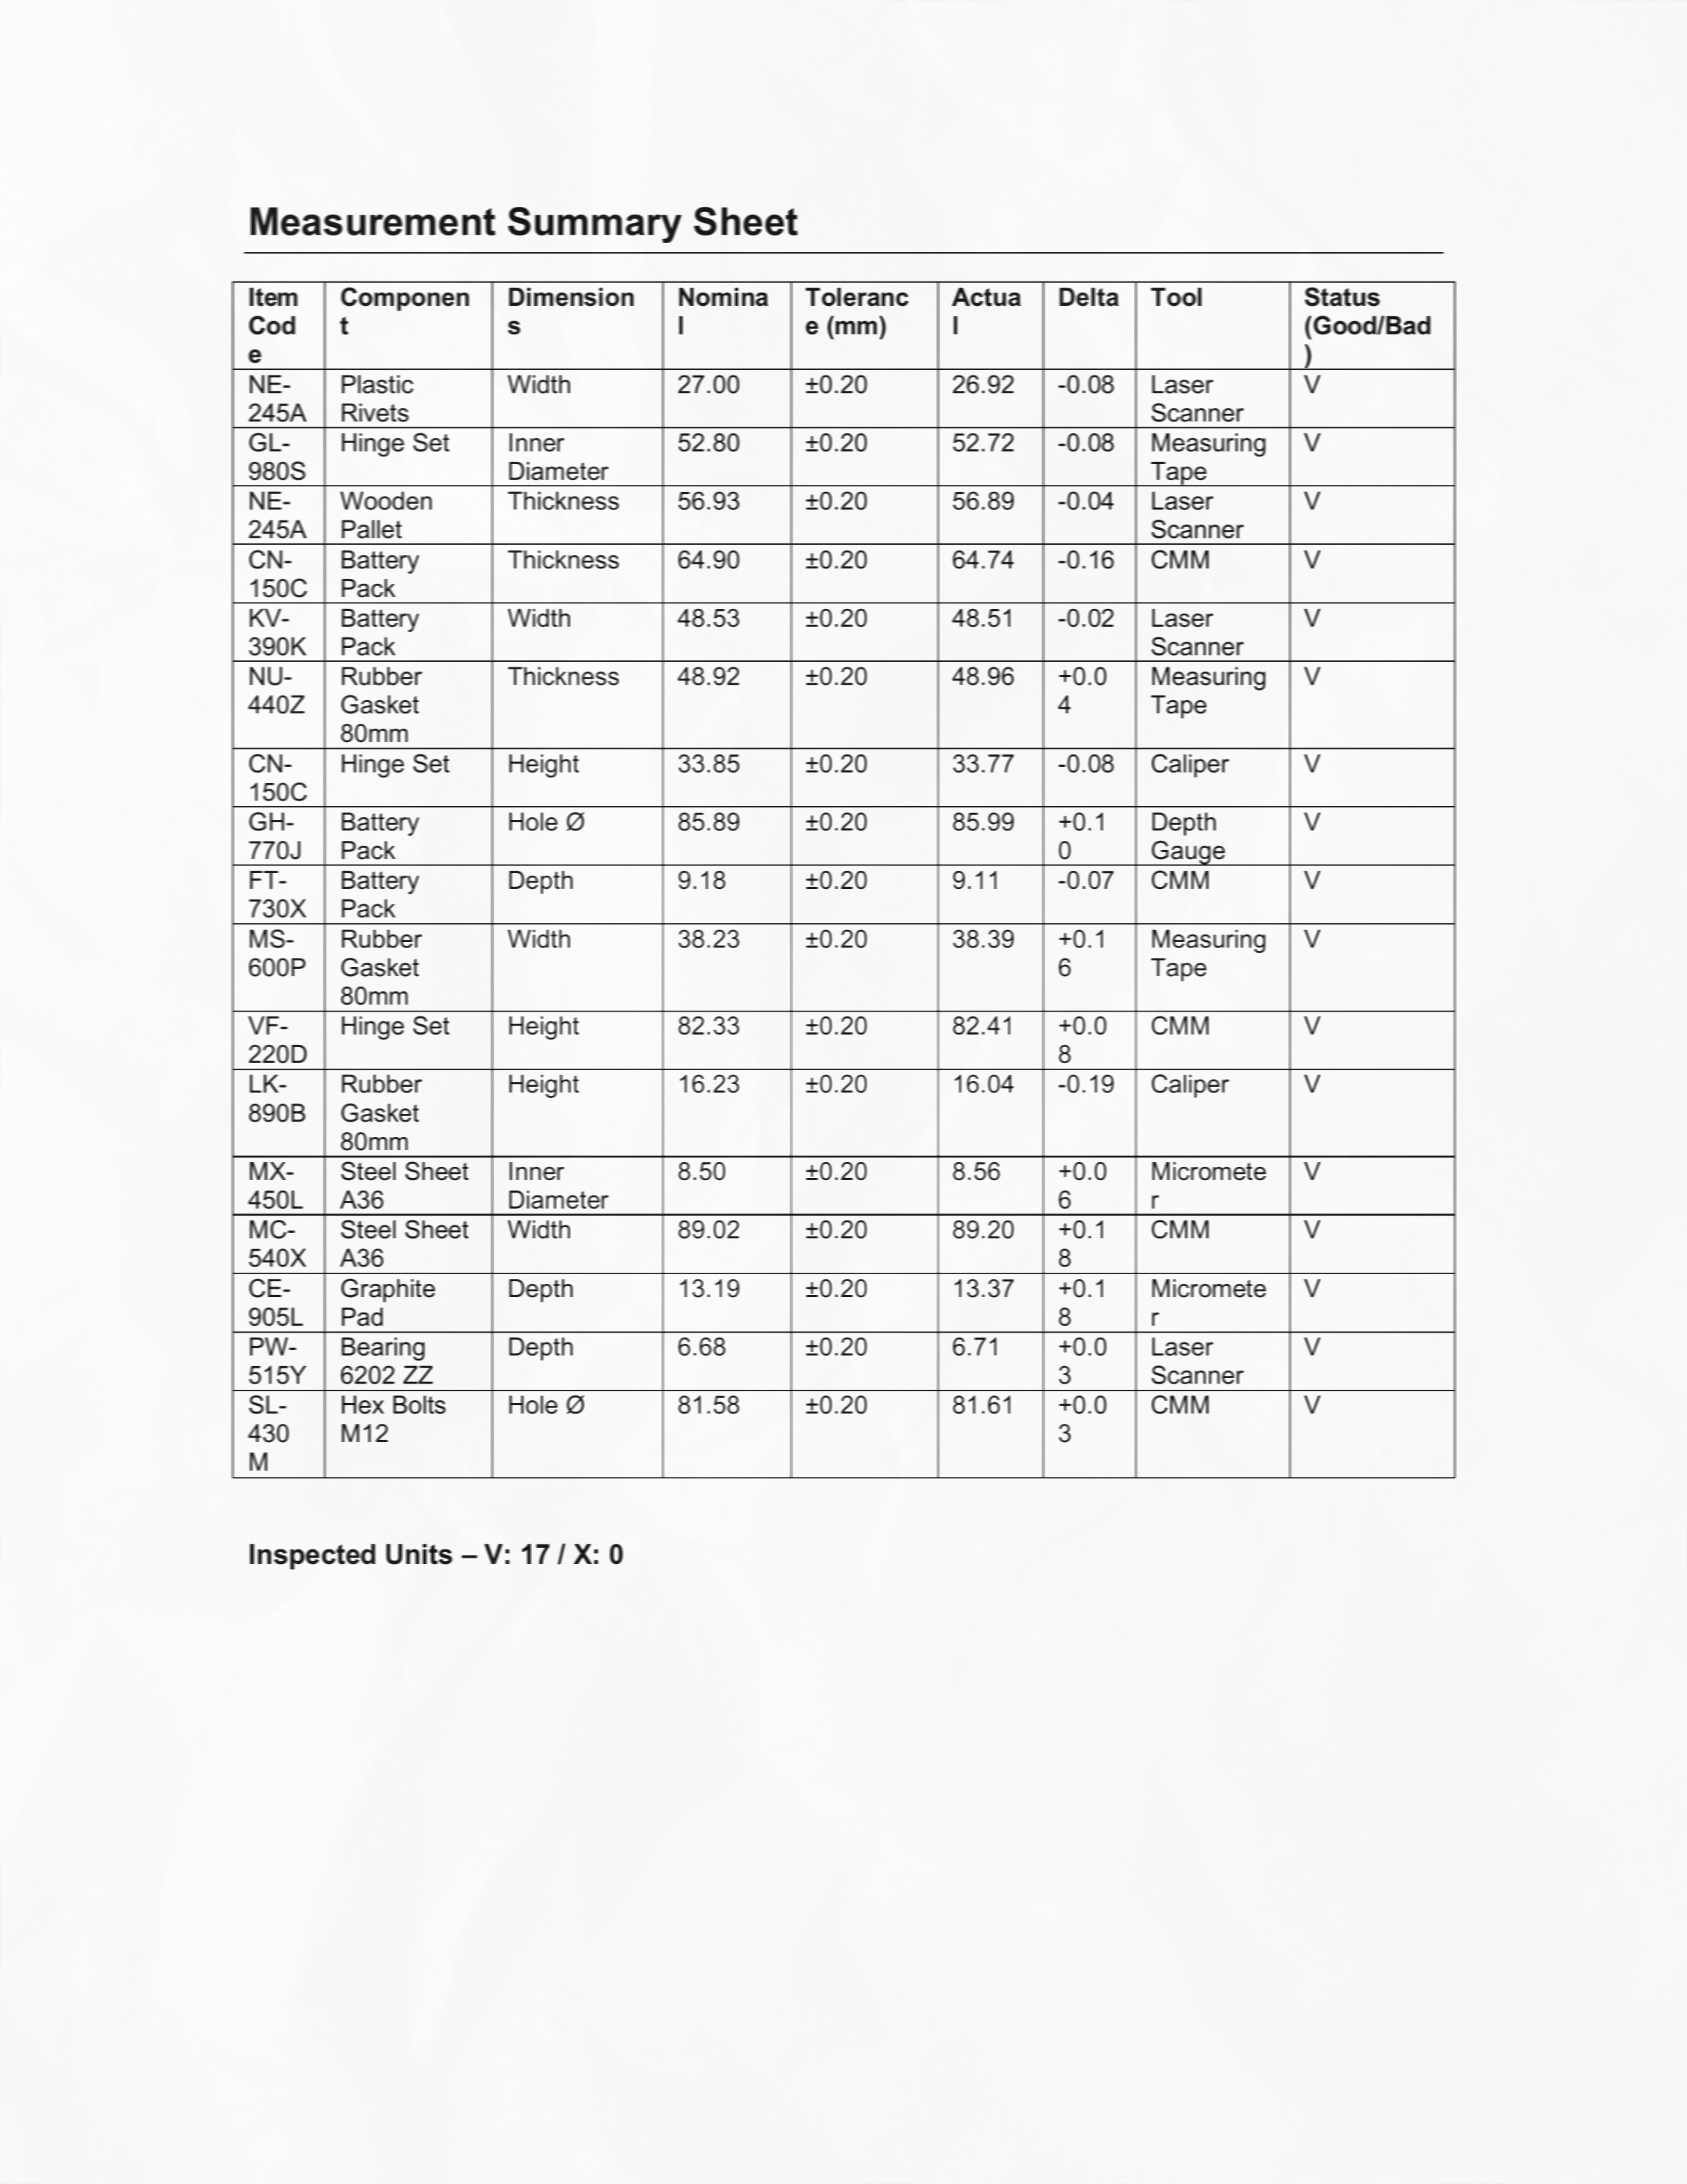 Measurement Summary Sheet
Item Code Component Dimensions Nominal Tolerance (mm) Actual Delta Tool Status (Good/Bad)
NE-245A Plastic Rivets Width 27.00 ±0.20 26.92 -0.08 Laser Scanner V
GL-980S Hinge Set Inner Diameter 52.80 ±0.20 52.72 -0.08 Measuring Tape V
NE-245A Wooden Pallet Thickness 56.93 ±0.20 56.89 -0.04 Laser Scanner V
CN-150C Battery Pack Thickness 64.90 ±0.20 64.74 -0.16 CMM V
KV-390K Battery Pack Width 48.53 ±0.20 48.51 -0.02 Laser Scanner V
NU-440Z Rubber Gasket 80mm Thickness 48.92 ±0.20 48.96 +0.04 Measuring Tape V
CN-150C Hinge Set Height 33.85 ±0.20 33.77 -0.08 Caliper V
GH-770J Battery Pack Hole Ø 85.89 ±0.20 85.99 +0.10 Depth Gauge V
FT-730X Battery Pack Depth 9.18 ±0.20 9.11 -0.07 CMM V
MS-600P Rubber Gasket 80mm Width 38.23 ±0.20 38.39 +0.16 Measuring Tape V
VF-220D Hinge Set Height 82.33 ±0.20 82.41 +0.08 CMM V
LK-890B Rubber Gasket 80mm Height 16.23 ±0.20 16.04 -0.19 Caliper V
MX-450L Steel Sheet A36 Inner Diameter 8.50 ±0.20 8.56 +0.06 Micrometer V
MC-540X Steel Sheet A36 Width 89.02 ±0.20 89.20 +0.18 CMM V
CE-905L Graphite Pad Depth 13.19 ±0.20 13.37 +0.18 Micrometer V
PW-515Y Bearing 6202 ZZ Depth 6.68 ±0.20 6.71 +0.03 Laser Scanner V
SL-430M Hex Bolts M12 Hole Ø 81.58 ±0.20 81.61 +0.03 CMM V
Inspected Units – V: 17 / X: 0